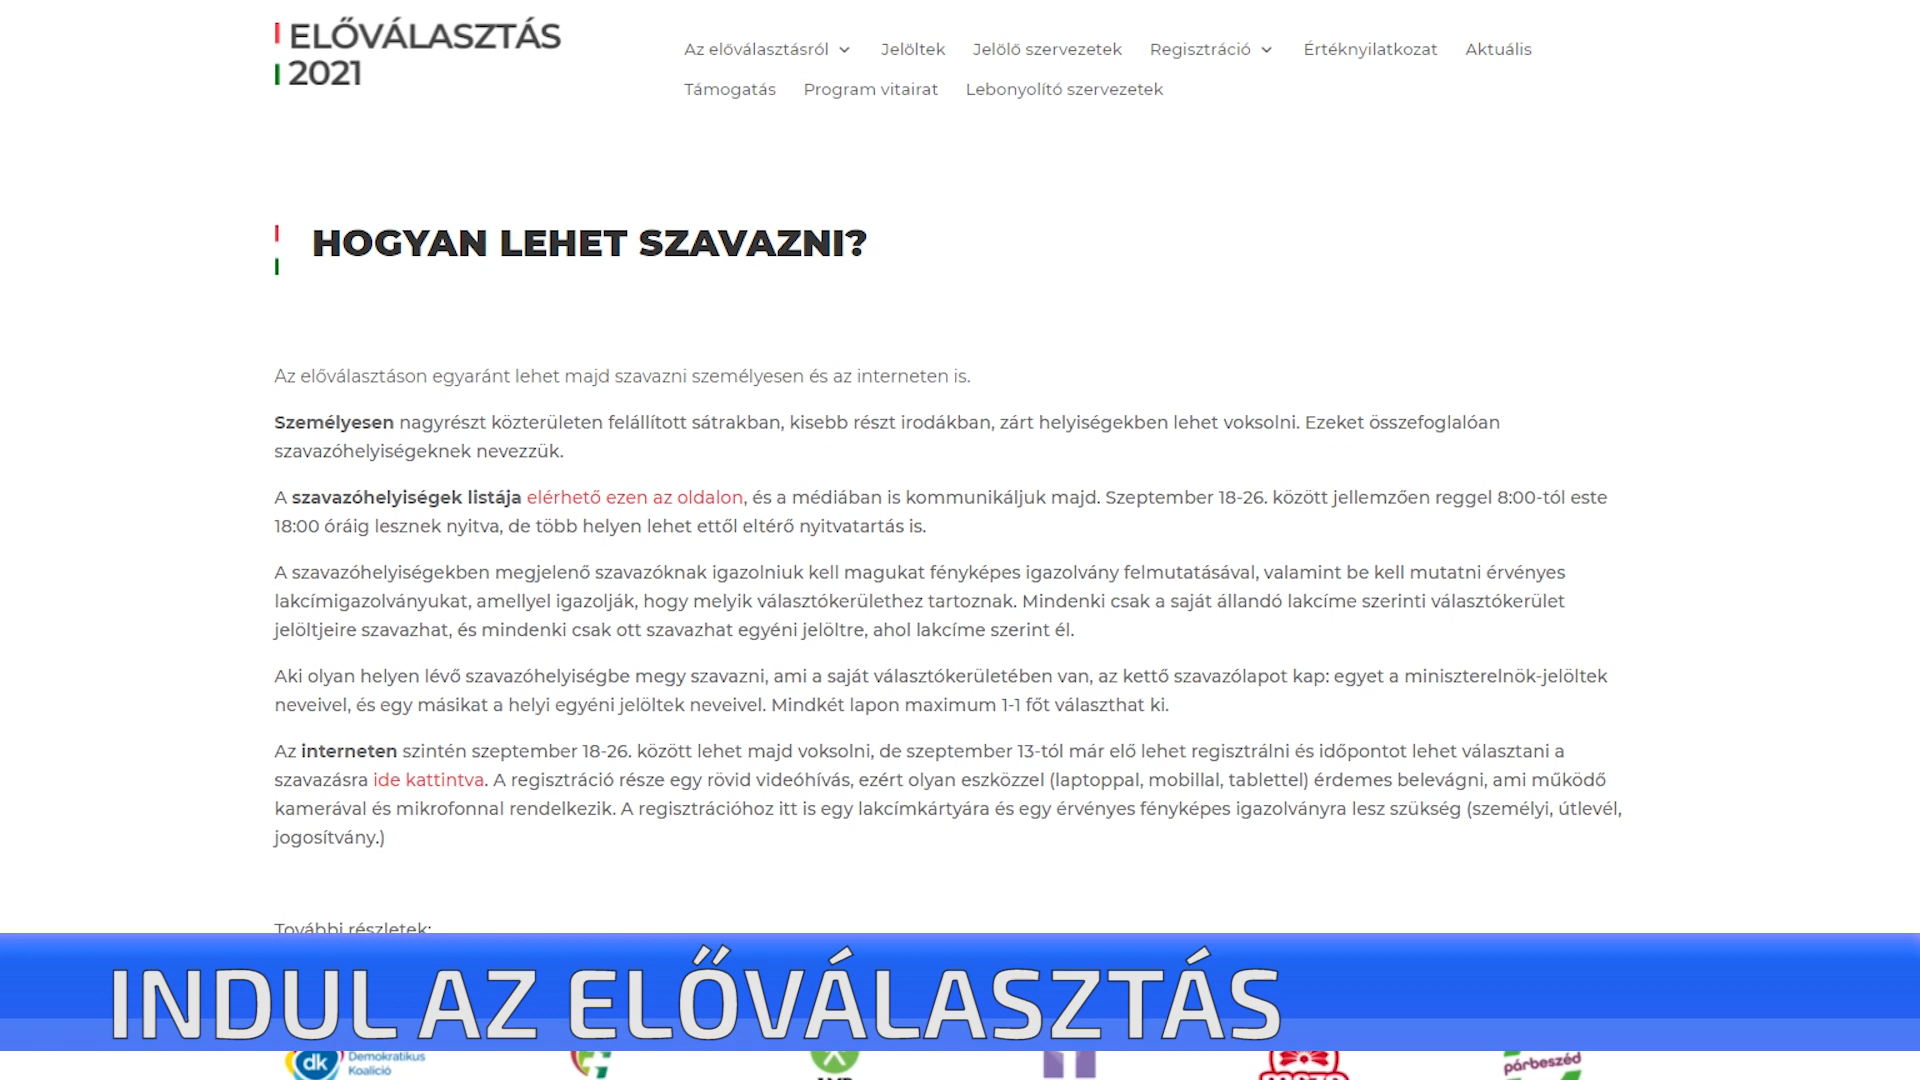 ELŐVÁLASZTÁS
2021
Az előválasztásról Jelöltek Jelölő szervezetek Regisztráció Értéknyilatkozat Aktuális
Támogatás Program vitairat Lebonyolító szervezetek
HOGYAN LEHET SZAVAZNI?
Az előválasztáson egyaránt lehet majd szavazni személyesen és az interneten is.
Személyesen nagyrészt közterületen felállított sátrakban, kisebb részt irodákban, zárt helyiségekben lehet voksolni. Ezeket összefoglalóan
szavazóhelyiségeknek nevezzük.
A szavazóhelyiségek listája elérhető ezen az oldalon, és a médiában is kommunikáljuk majd. Szeptember 18-26. között jellemzően reggel 8:00-tól este
18:00 óráig lesznek nyitva, de több helyen lehet ettől eltérő nyitvatartás is.
A szavazóhelyiségekben megjelenő szavazóknak igazolniuk kell magukat fényképes igazolvány felmutatásával, valamint be kell mutatni érvényes
lakcímigazolványukat, amellyel igazolják, hogy melyik választókerülethez tartoznak. Mindenki csak a saját állandó lakcíme szerinti választókerület
jelöltjeire szavazhat, és mindenki csak ott szavazhat egyéni jelöltre, ahol lakcíme szerint él.
Aki olyan helyen lévő szavazóhelyiségbe megy szavazni, ami a saját választókerületében van, az kettő szavazólapot kap: egyet a miniszterelnök-jelöltek
neveivel, és egy másikat a helyi egyéni jelöltek neveivel. Mindkét lapon maximum 1-1 főt választhat ki.
Az interneten szintén szeptember 18-26. között lehet majd voksolni, de szeptember 13-tól már elő lehet regisztrálni és időpontot lehet választani a
szavazásra ide kattintva. A regisztráció része egy rövid videóhívás, ezért olyan eszközzel (laptoppal, mobillal, tablettel) érdemes belevágni, ami működő
kamerával és mikrofonnal rendelkezik. A regisztrációhoz itt is egy lakcímkártyára és egy érvényes fényképes igazolványra lesz szükség (személyi, útlevél,
jogosítvány.)
További részletek:
INDUL AZ ELŐVÁLASZTÁS
dk Demokratikus
Koalíció
párbeszéd